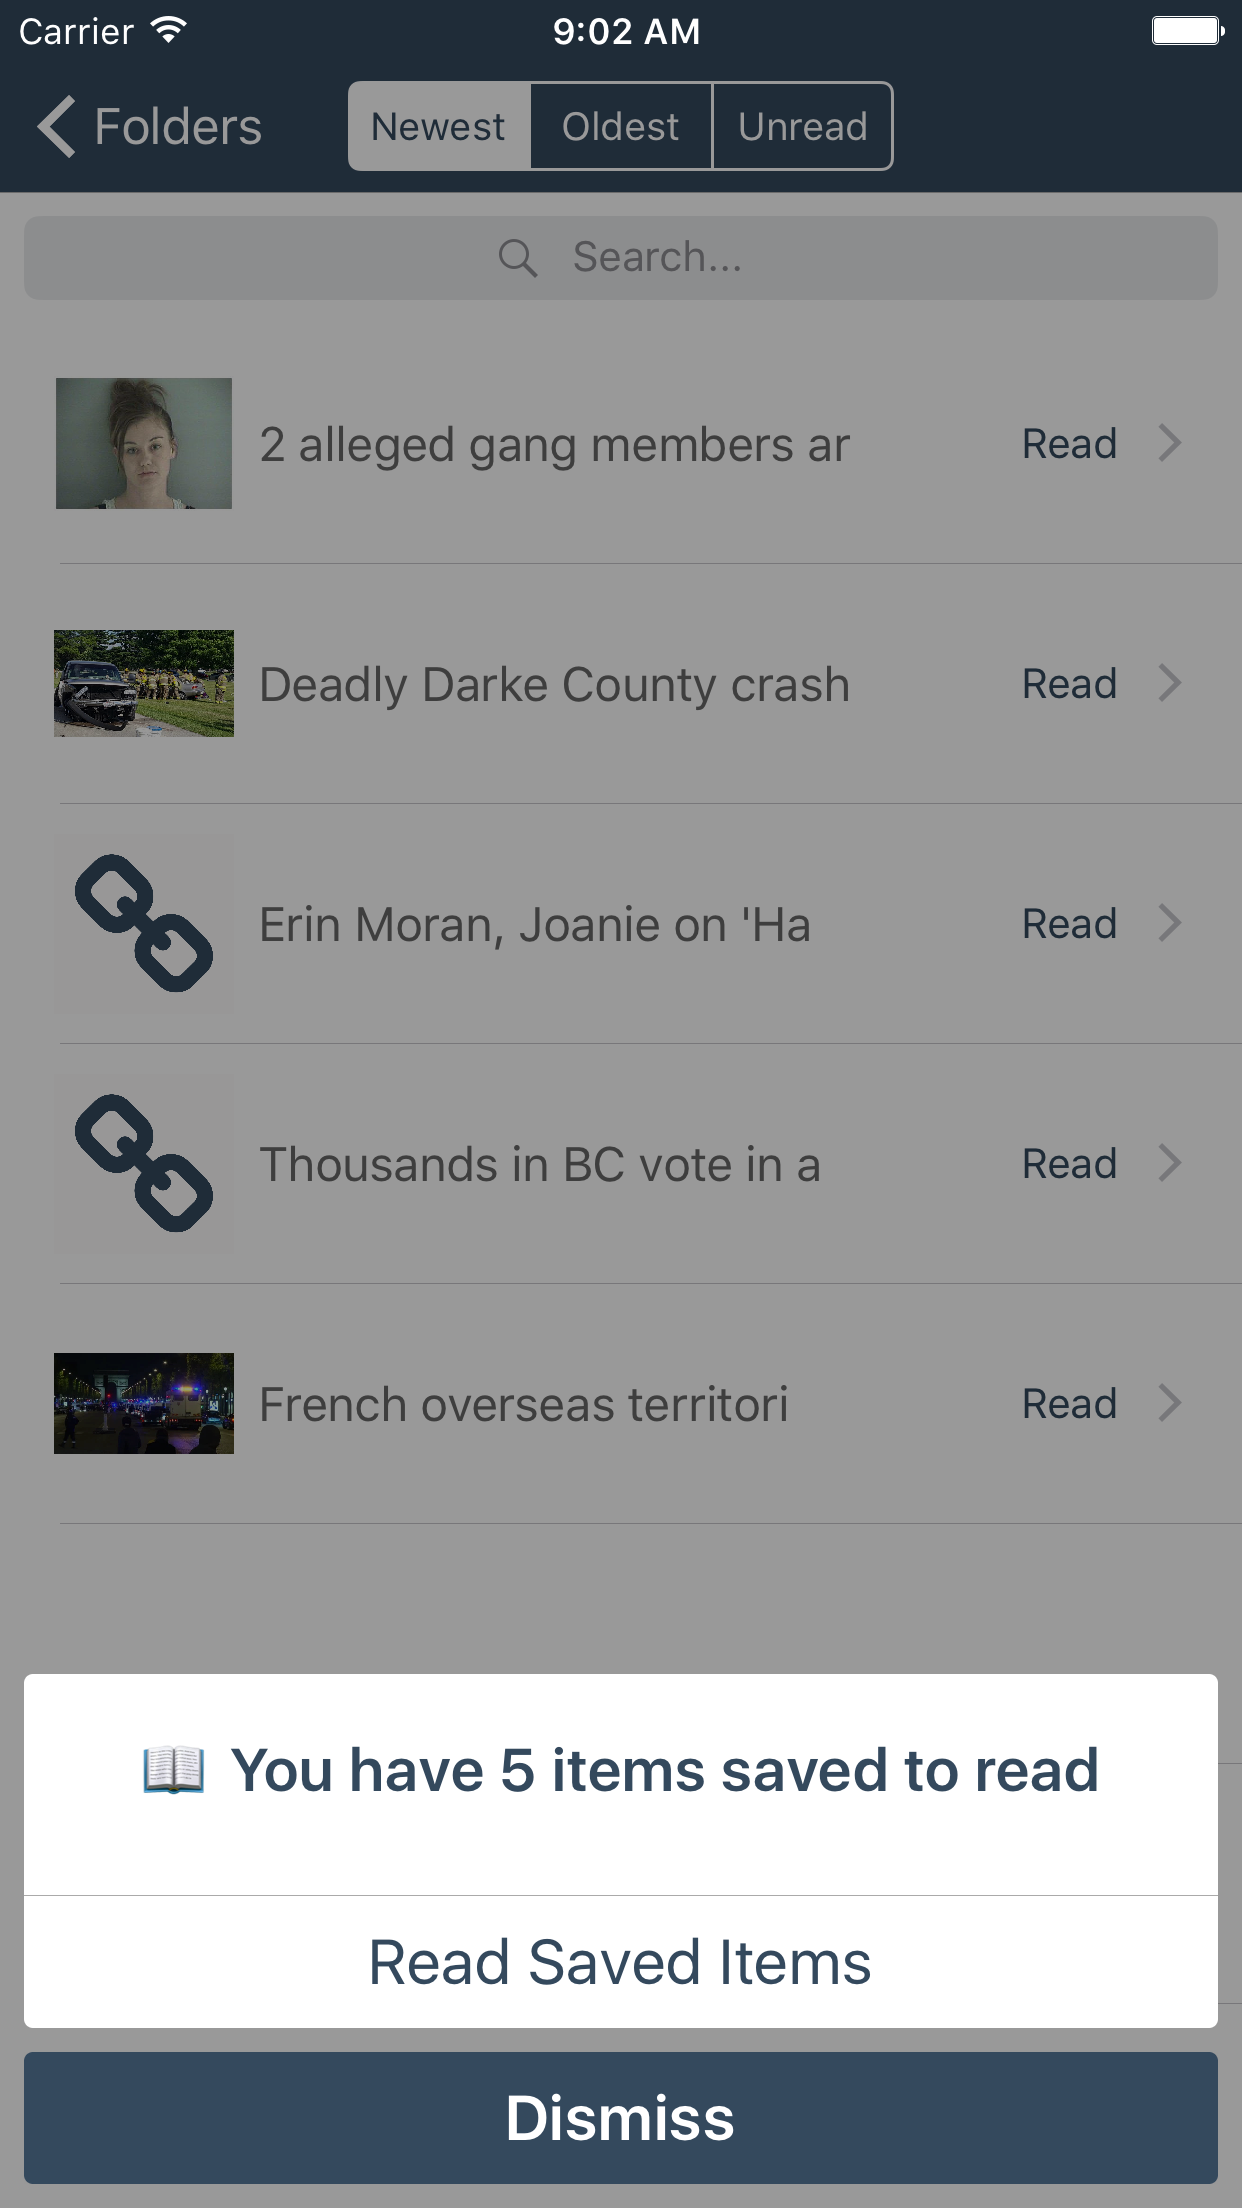 Carrier 9:02 AM
Folders Newest Oldest Unread
Search...
2 alleged gang members ar Read
Deadly Darke County crash Read
Erin Moran, Joanie on 'Ha Read
Thousands in BC vote in a Read
French overseas territori Read
You have 5 items saved to read
Read Saved Items
Dismiss